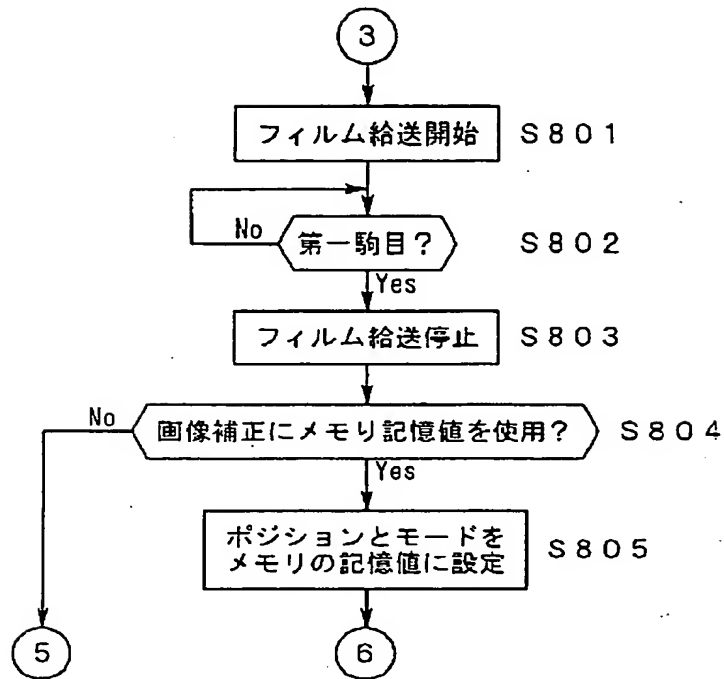 3
フィルム給送開始 S801
No 第一駒目? S802
Yes
フィルム給送停止 S803
No 画像補正にメモリ記憶値を使用? S804
Yes
ポジションとモードを
メモリの記憶値に設定 S805
5 6